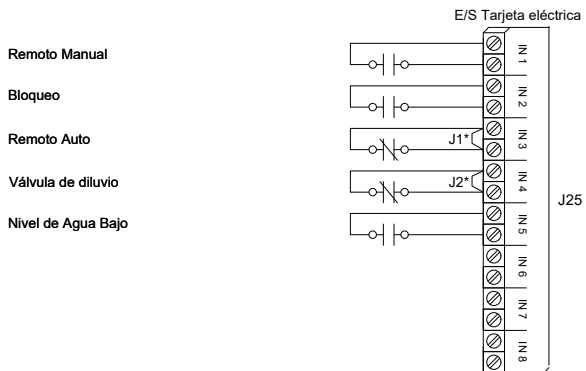 E/S Tarjeta eléctrica
Remoto Manual
IN 1
Bloqueo
IN 2
Remoto Auto
J1*
IN 3
Válvula de diluvio
J2*
IN 4
J25
Nivel de Agua Bajo
IN 5
IN 6
IN 7
IN 8